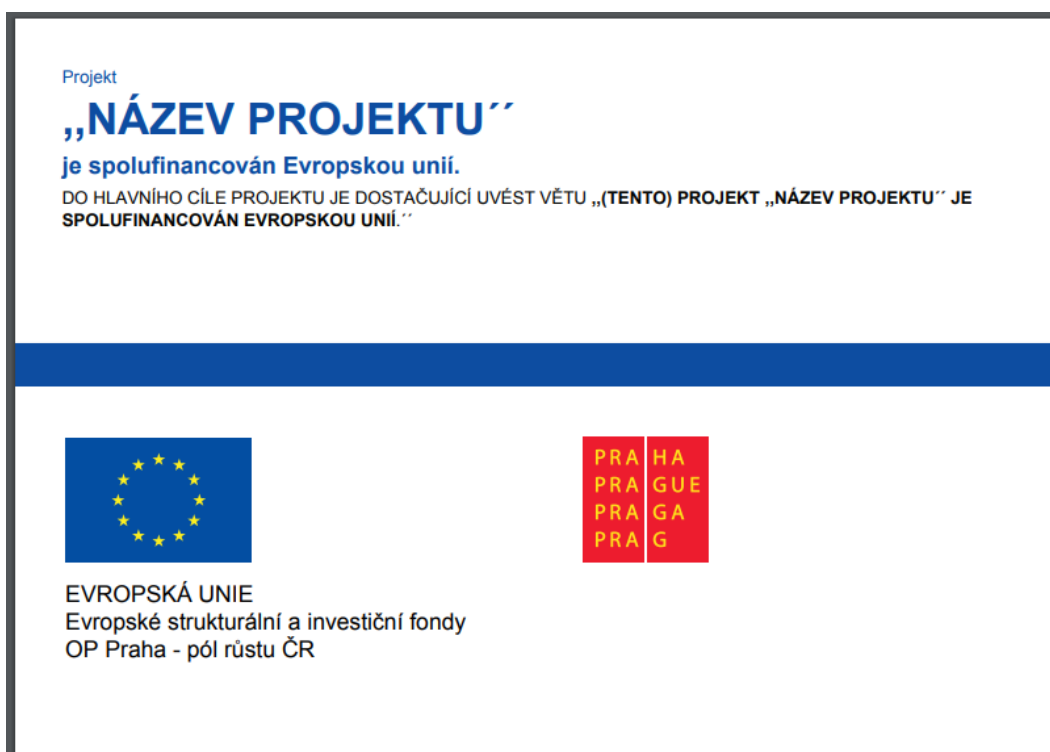 Projekt
,,NÁZEV PROJEKTU´´
je spolufinancován Evropskou unií.
DO HLAVNÍHO CÍLE PROJEKTU JE DOSTAČUJÍCÍ UVÉST VĚTU ,,(TENTO) PROJEKT ,,NÁZEV PROJEKTU´´ JE
SPOLUFINANCOVÁN EVROPSKOU UNIÍ.´´
PRA HA
PRA GUE
PRA GA
PRA G
EVROPSKÁ UNIE
Evropské strukturální a investiční fondy
OP Praha - pól růstu ČR